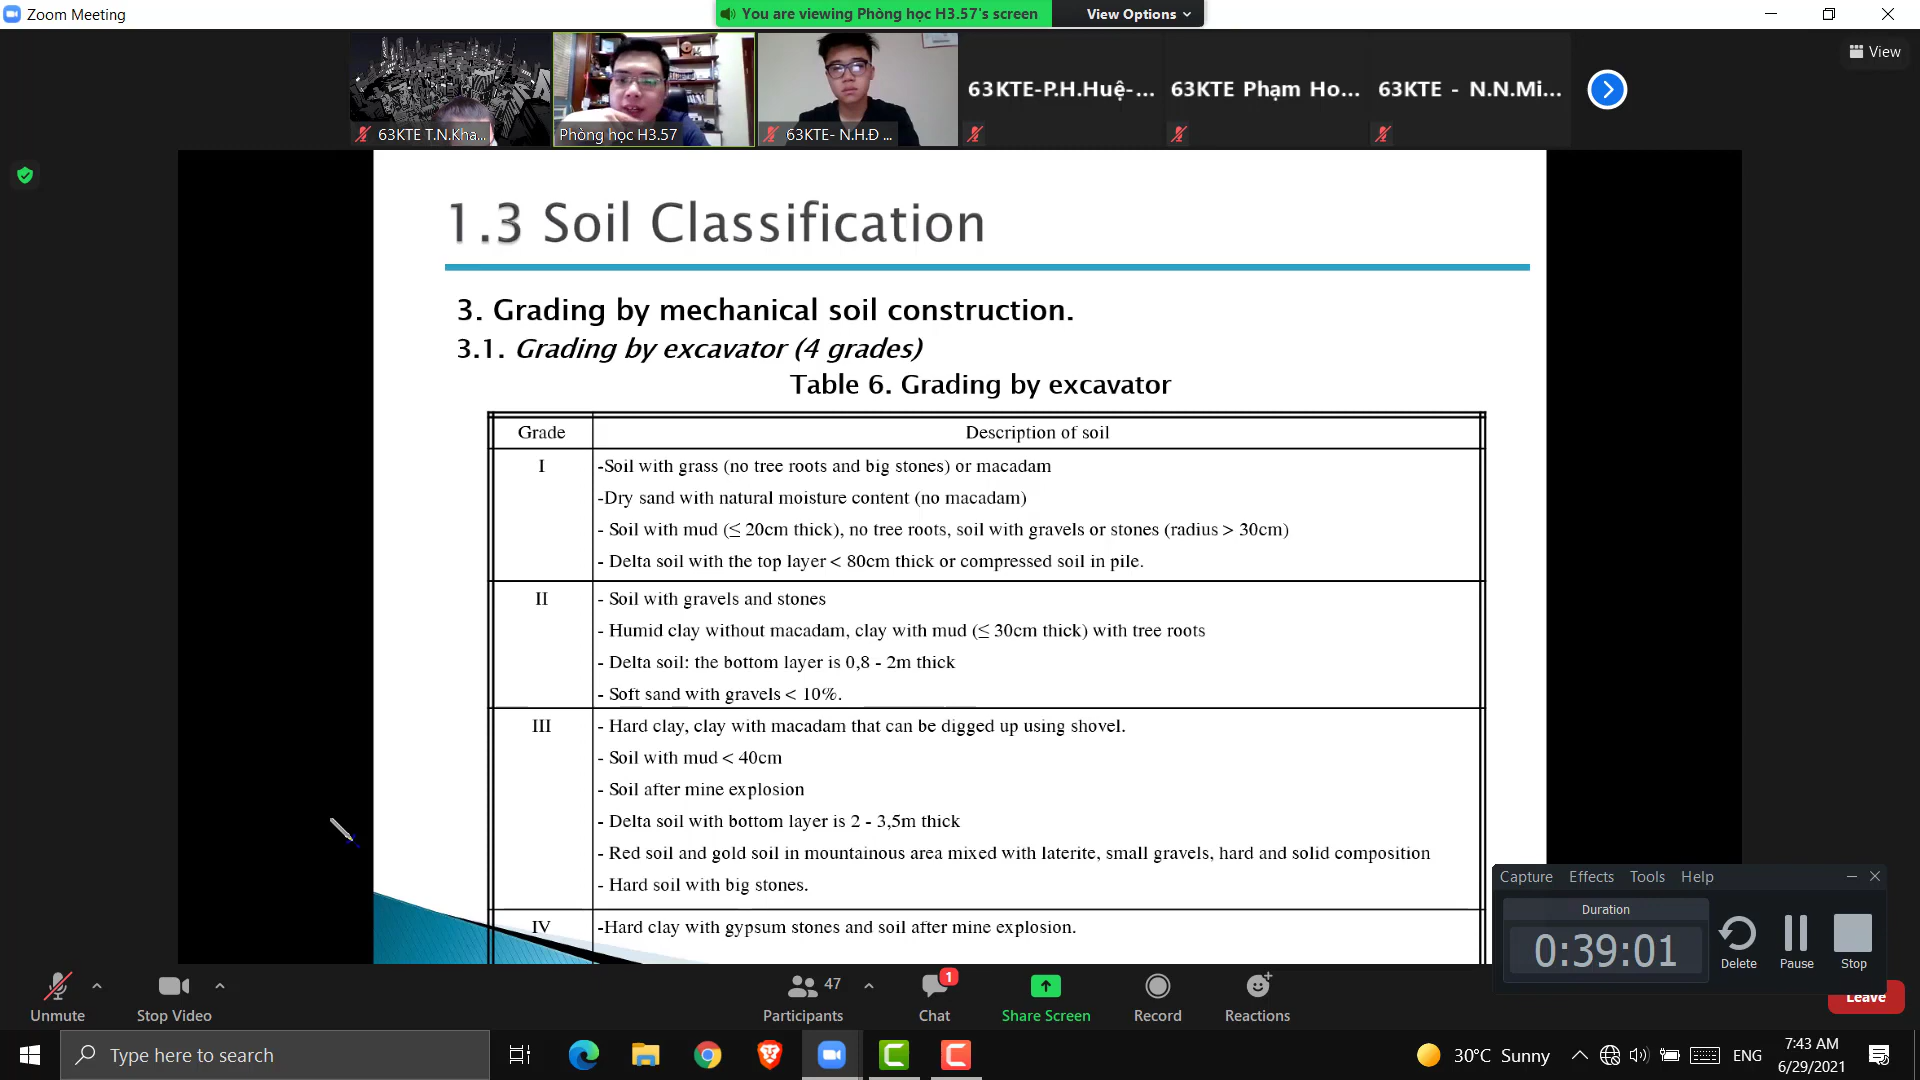 Zoom Meeting
You are viewing Phòng học H3.57's screen
View Options
View
63KTE T.N.Kha...
Phòng học H3.57
63KTE- N.H.Đ ...
63KTE-P.H.Huệ-...
63KTE Phạm Ho...
63KTE - N.N.Mi...
1.3 Soil Classification
3. Grading by mechanical soil construction.
3.1. Grading by excavator (4 grades)
Table 6. Grading by excavator
Grade
Description of soil
I
-Soil with grass (no tree roots and big stones) or macadam
-Dry sand with natural moisture content (no macadam)
- Soil with mud (≤ 20cm thick), no tree roots, soil with gravels or stones (radius > 30cm)
- Delta soil with the top layer < 80cm thick or compressed soil in pile.
II
- Soil with gravels and stones
- Humid clay without macadam, clay with mud (≤ 30cm thick) with tree roots
- Delta soil: the bottom layer is 0,8 - 2m thick
- Soft sand with gravels < 10%.
III
- Hard clay, clay with macadam that can be digged up using shovel.
- Soil with mud < 40cm
- Soil after mine explosion
- Delta soil with bottom layer is 2 - 3,5m thick
- Red soil and gold soil in mountainous area mixed with laterite, small gravels, hard and solid composition
- Hard soil with big stones.
IV
-Hard clay with gypsum stones and soil after mine explosion.
Capture Effects Tools Help
Duration
0:39:01
Delete
Pause
Stop
Unmute
Stop Video
47
Participants
1
Chat
Share Screen
Record
Reactions
Leave
Type here to search
30°C Sunny
ENG
7:43 AM
6/29/2021